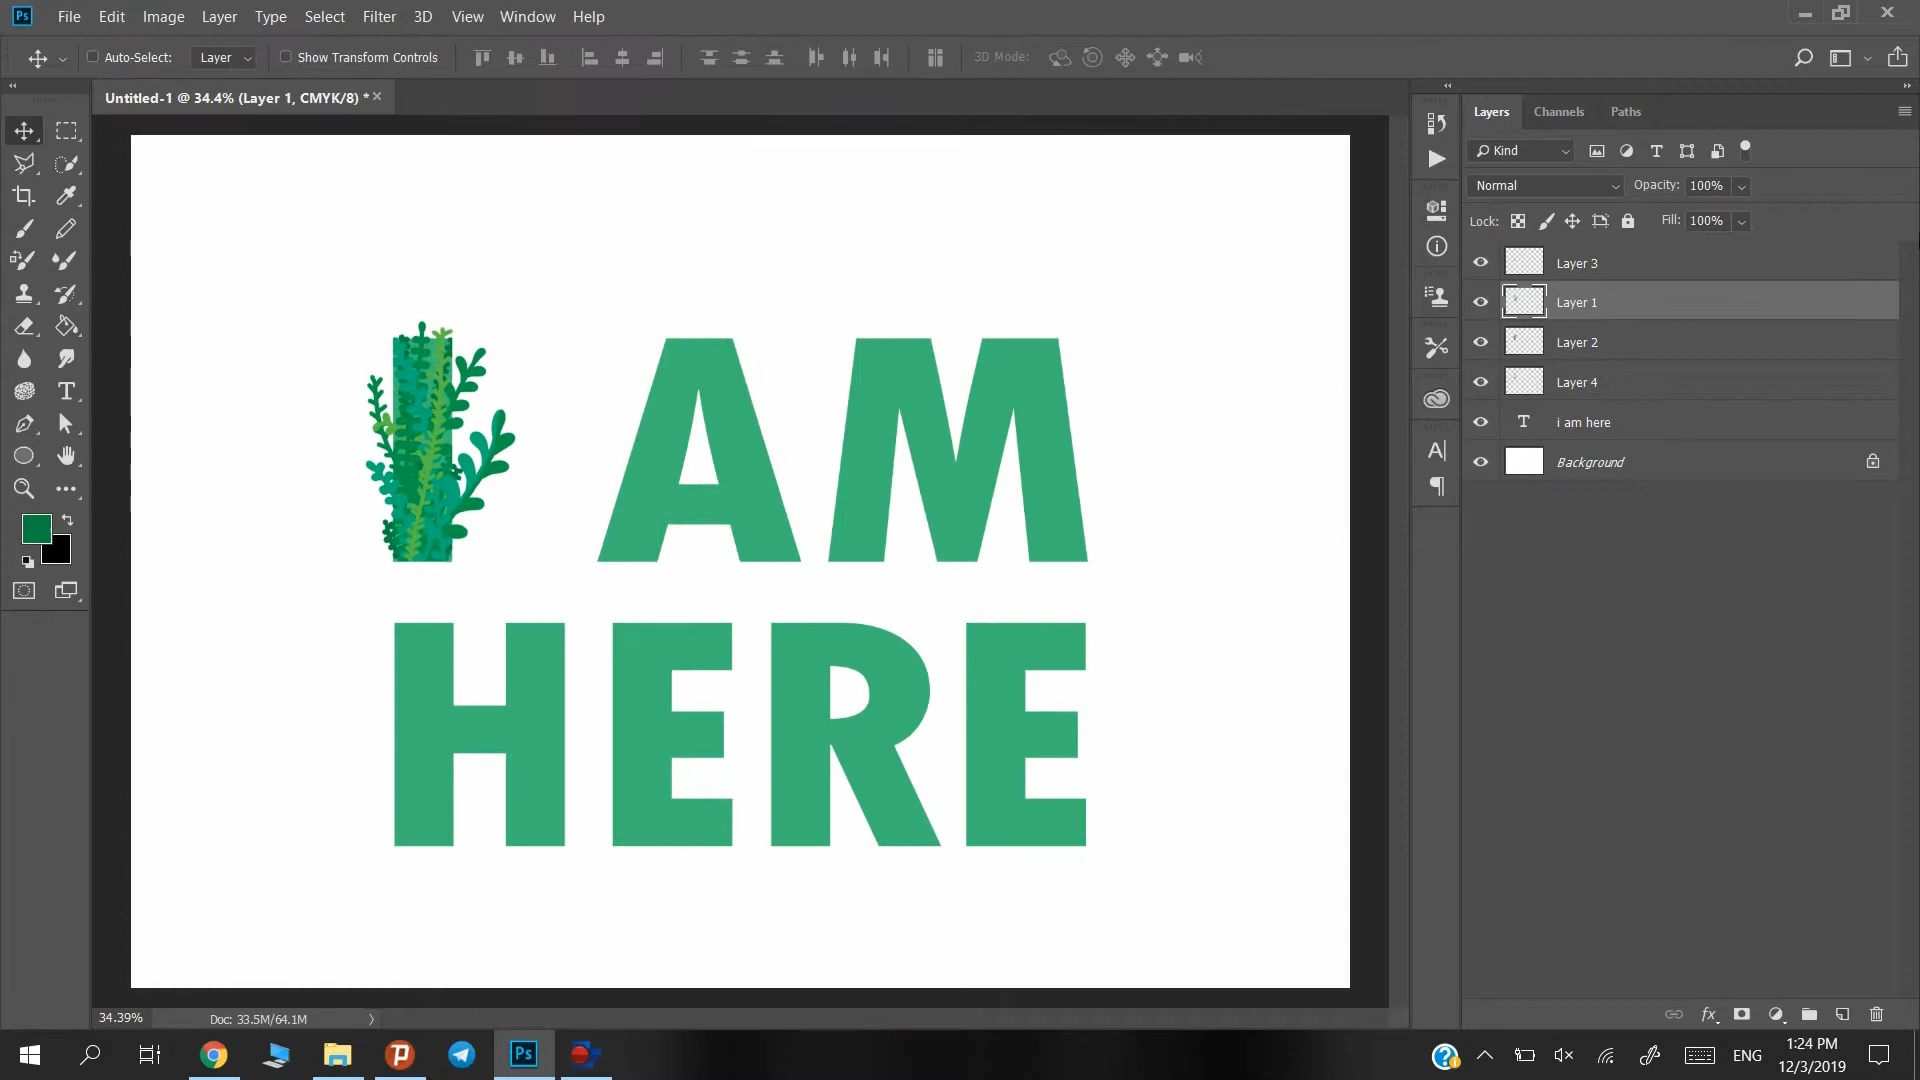 Ps File Edit Image Layer Type Select Filter 3D View Window Help
Auto-Select: Layer Show Transform Controls 3D Mode:
Untitled-1 @ 34.4% (Layer 1, CMYK/8) *
Layers Channels Paths
Kind
Normal Opacity: 100%
Lock: Fill: 100%
Layer 3
Layer 1
Layer 2
Layer 4
i am here
Background
I AM
HERE
34.39% Doc: 33.5M/64.1M
Ps ENG 1:24 PM
12/3/2019